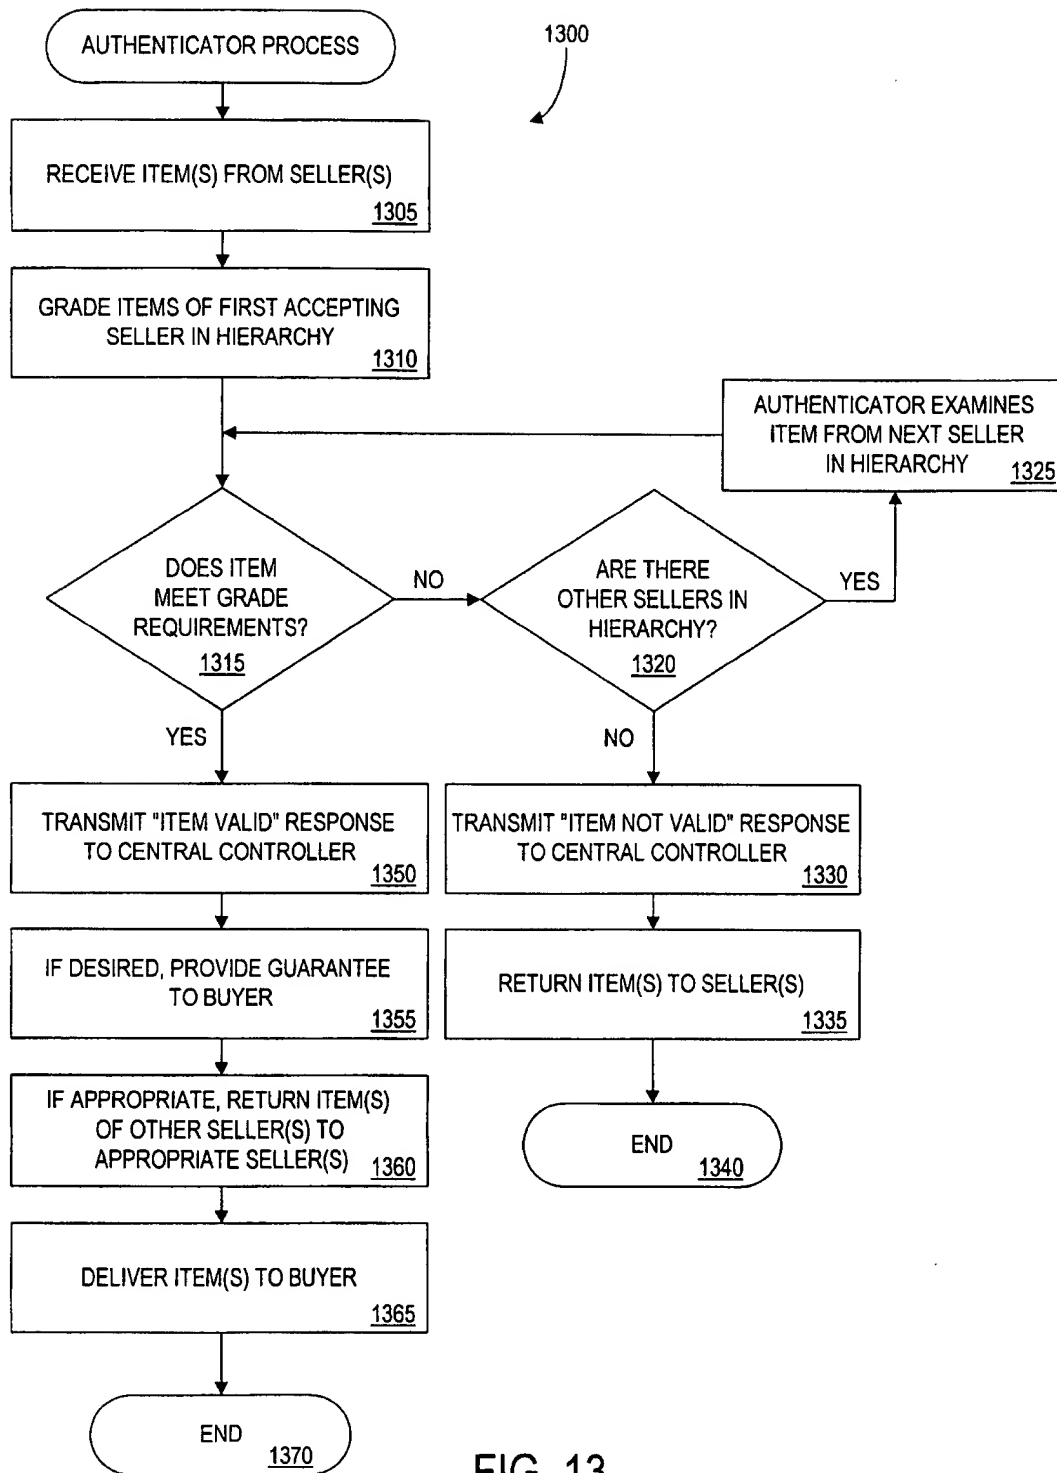 AUTHENTICATOR PROCESS
1300
RECEIVE ITEM(S) FROM SELLER(S)
1305
GRADE ITEMS OF FIRST ACCEPTING
SELLER IN HIERARCHY
1310
AUTHENTICATOR EXAMINES
ITEM FROM NEXT SELLER
IN HIERARCHY
1325
DOES ITEM
MEET GRADE
REQUIREMENTS?
1315
NO
ARE THERE
OTHER SELLERS IN
HIERARCHY?
1320
YES
YES
NO
TRANSMIT "ITEM VALID" RESPONSE
TO CENTRAL CONTROLLER
1350
TRANSMIT "ITEM NOT VALID" RESPONSE
TO CENTRAL CONTROLLER
1330
IF DESIRED, PROVIDE GUARANTEE
TO BUYER
1355
RETURN ITEM(S) TO SELLER(S)
1335
IF APPROPRIATE, RETURN ITEM(S)
OF OTHER SELLER(S) TO
APPROPRIATE SELLER(S)
1360
END
1340
DELIVER ITEM(S) TO BUYER
1365
END
1370
FIG. 13